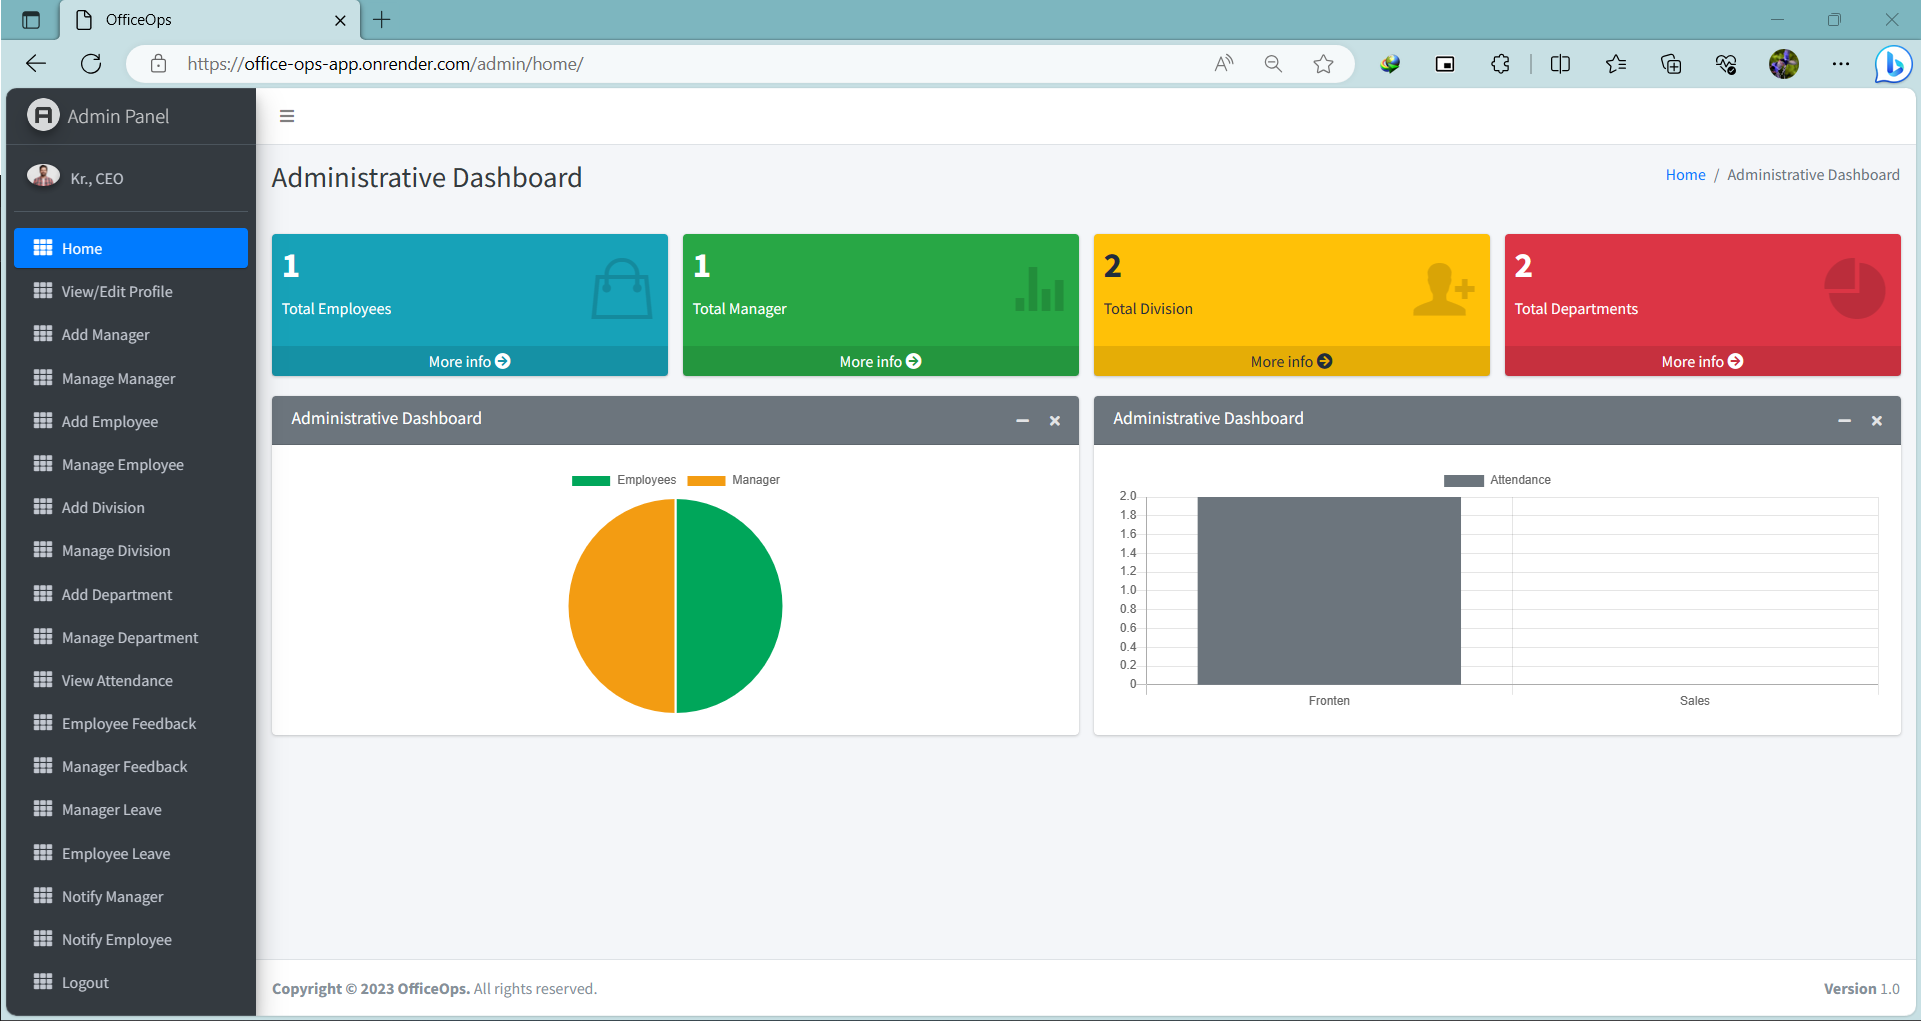 OfficeOps
https://office-ops-app.onrender.com/admin/home/
Admin Panel
Kr., CEO
Home
View/Edit Profile
Add Manager
Manage Manager
Add Employee
Manage Employee
Add Division
Manage Division
Add Department
Manage Department
View Attendance
Employee Feedback
Manager Feedback
Manager Leave
Employee Leave
Notify Manager
Notify Employee
Logout
Administrative Dashboard
Home / Administrative Dashboard
1
Total Employees
More info
1
Total Manager
More info
2
Total Division
More info
2
Total Departments
More info
Administrative Dashboard
Employees Manager
Administrative Dashboard
Attendance
2.0
1.8
1.6
1.4
1.2
1.0
0.8
0.6
0.4
0.2
0
Fronten Sales
Copyright © 2023 OfficeOps. All rights reserved.
Version 1.0